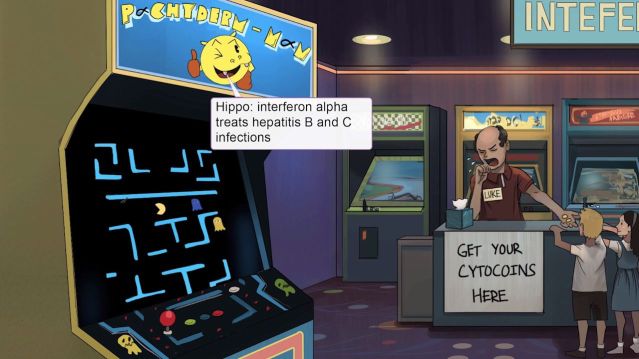 PACHYDERM-MAN
INTEFE
Hippo: interferon alpha
treats hepatitis B and C
infections
LUKE
GET YOUR
CYTOCOINS
HERE